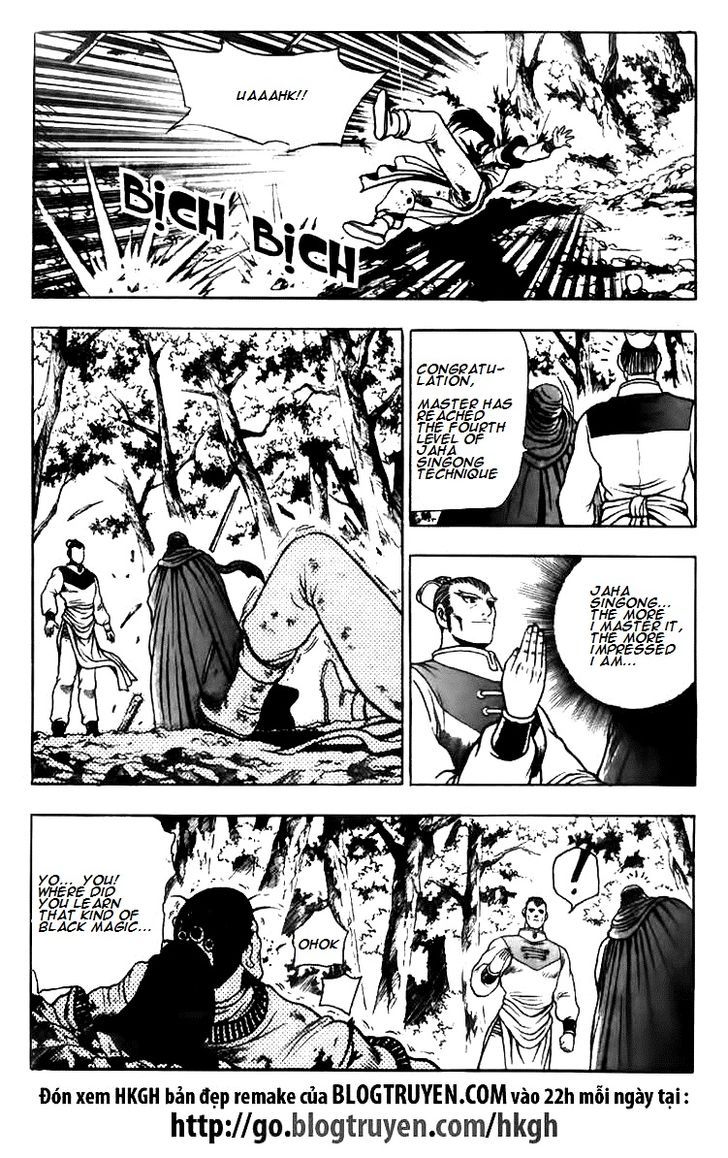 UAAAHK!!
BỊCH BỊCH
CONGRATU-
LATION,
MASTER HAS
REACHED
THE FOURTH
LEVEL OF
JAHA
SINGONG
TECHNIQUE
JAHA
SINGONG...
THE MORE
I MASTER IT,
THE MORE
IMPRESSED
I AM...
YO... YOU!
WHERE DID
YOU LEARN
THAT KIND OF
BLACK MAGIC...
OHOK
!
Đón xem HKGH bản đẹp remake của BLOGTRUYEN.COM vào 22h mỗi ngày tại :
http://go.blogtruyen.com/hkgh